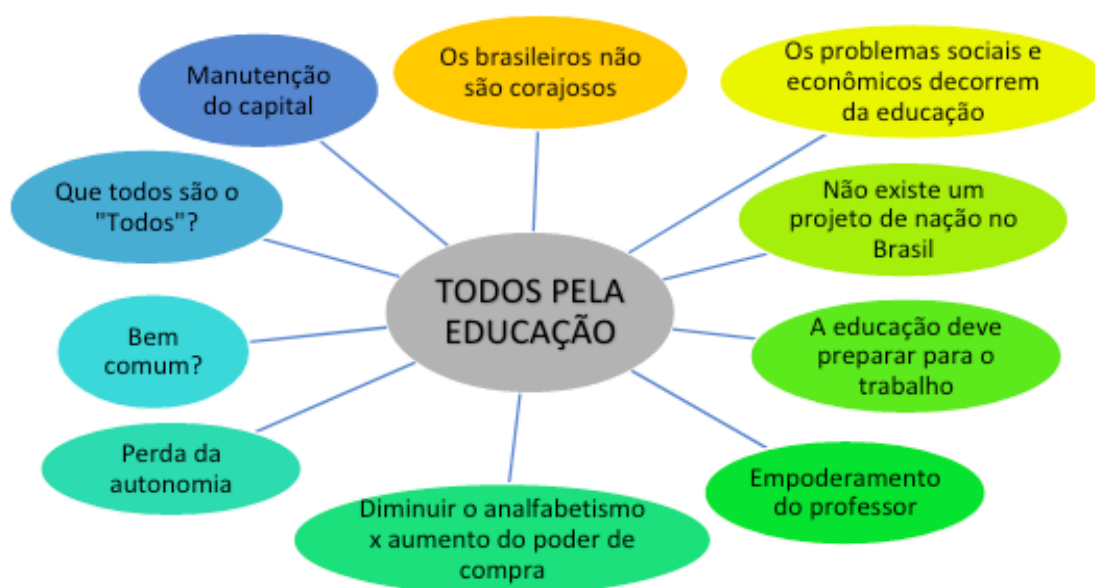 Manutenção
do capital
Os brasileiros não
são corajosos
Os problemas sociais e
econômicos decorrem
da educação
Que todos são o
"Todos"?
Não existe um
projeto de nação no
Brasil
TODOS PELA
EDUCAÇÃO
Bem
comum?
A educação deve
preparar para o
trabalho
Perda da
autonomia
Diminuir o analfabetismo
x aumento do poder de
compra
Empoderamento
do professor